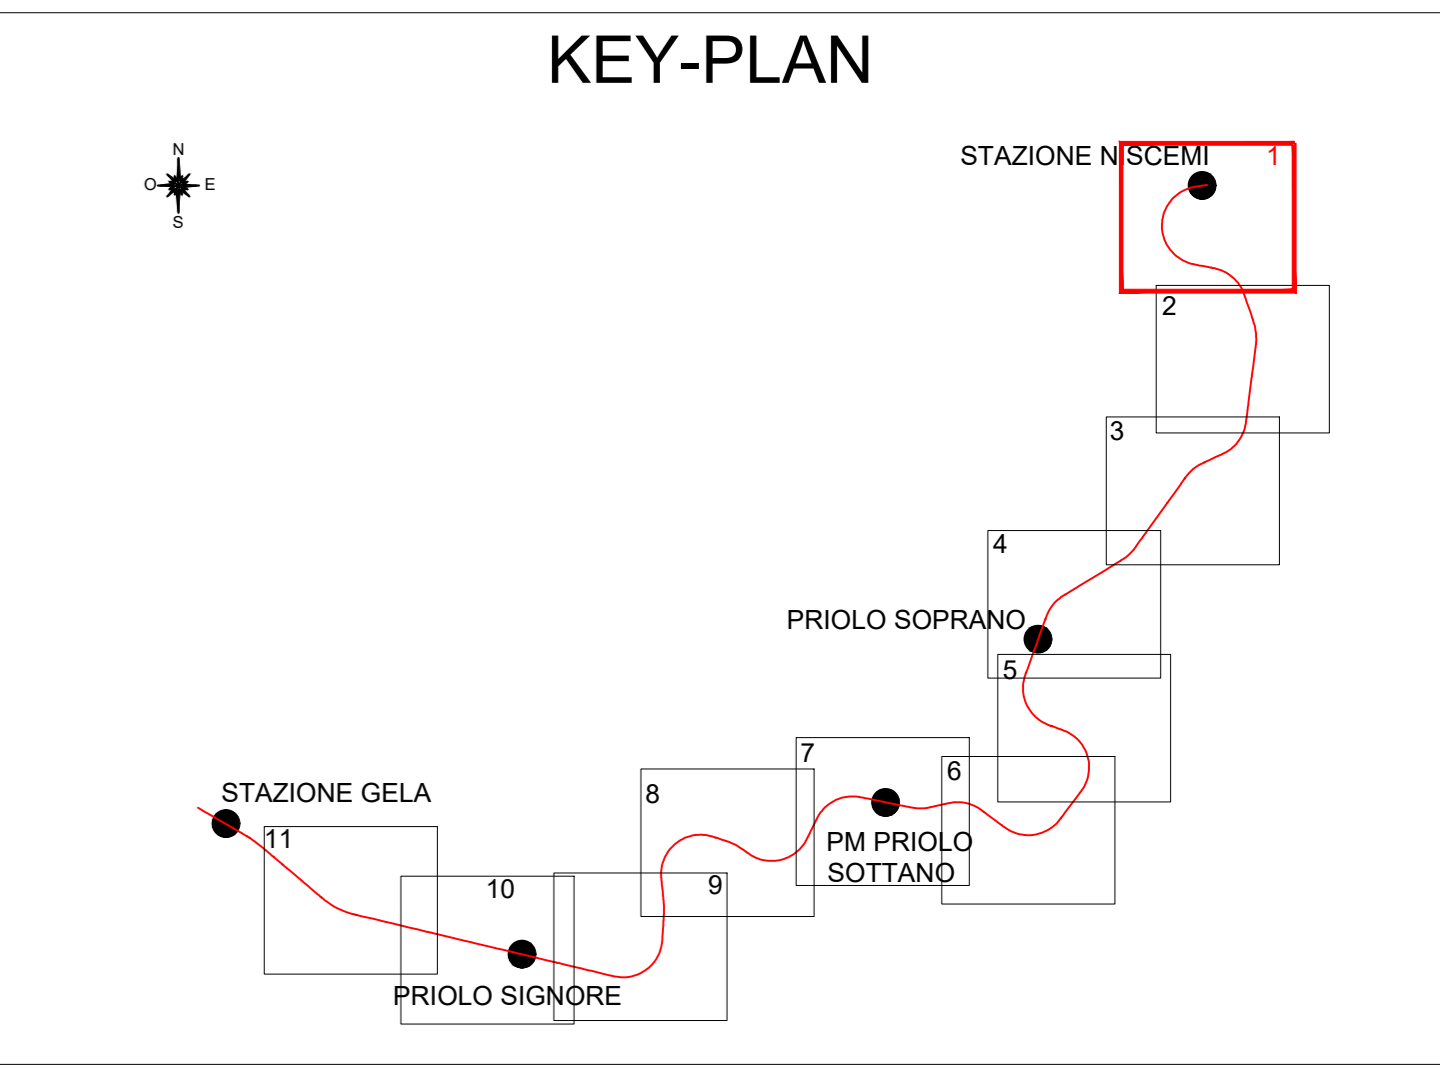 KEY-PLAN
N
O E
S
STAZIONE NISCEMI
1
2
3
4
PRIOLO SOPRANO
5
6
7
PM PRIOLO
SOTTANO
8
9
10
PRIOLO SIGNORE
11
STAZIONE GELA